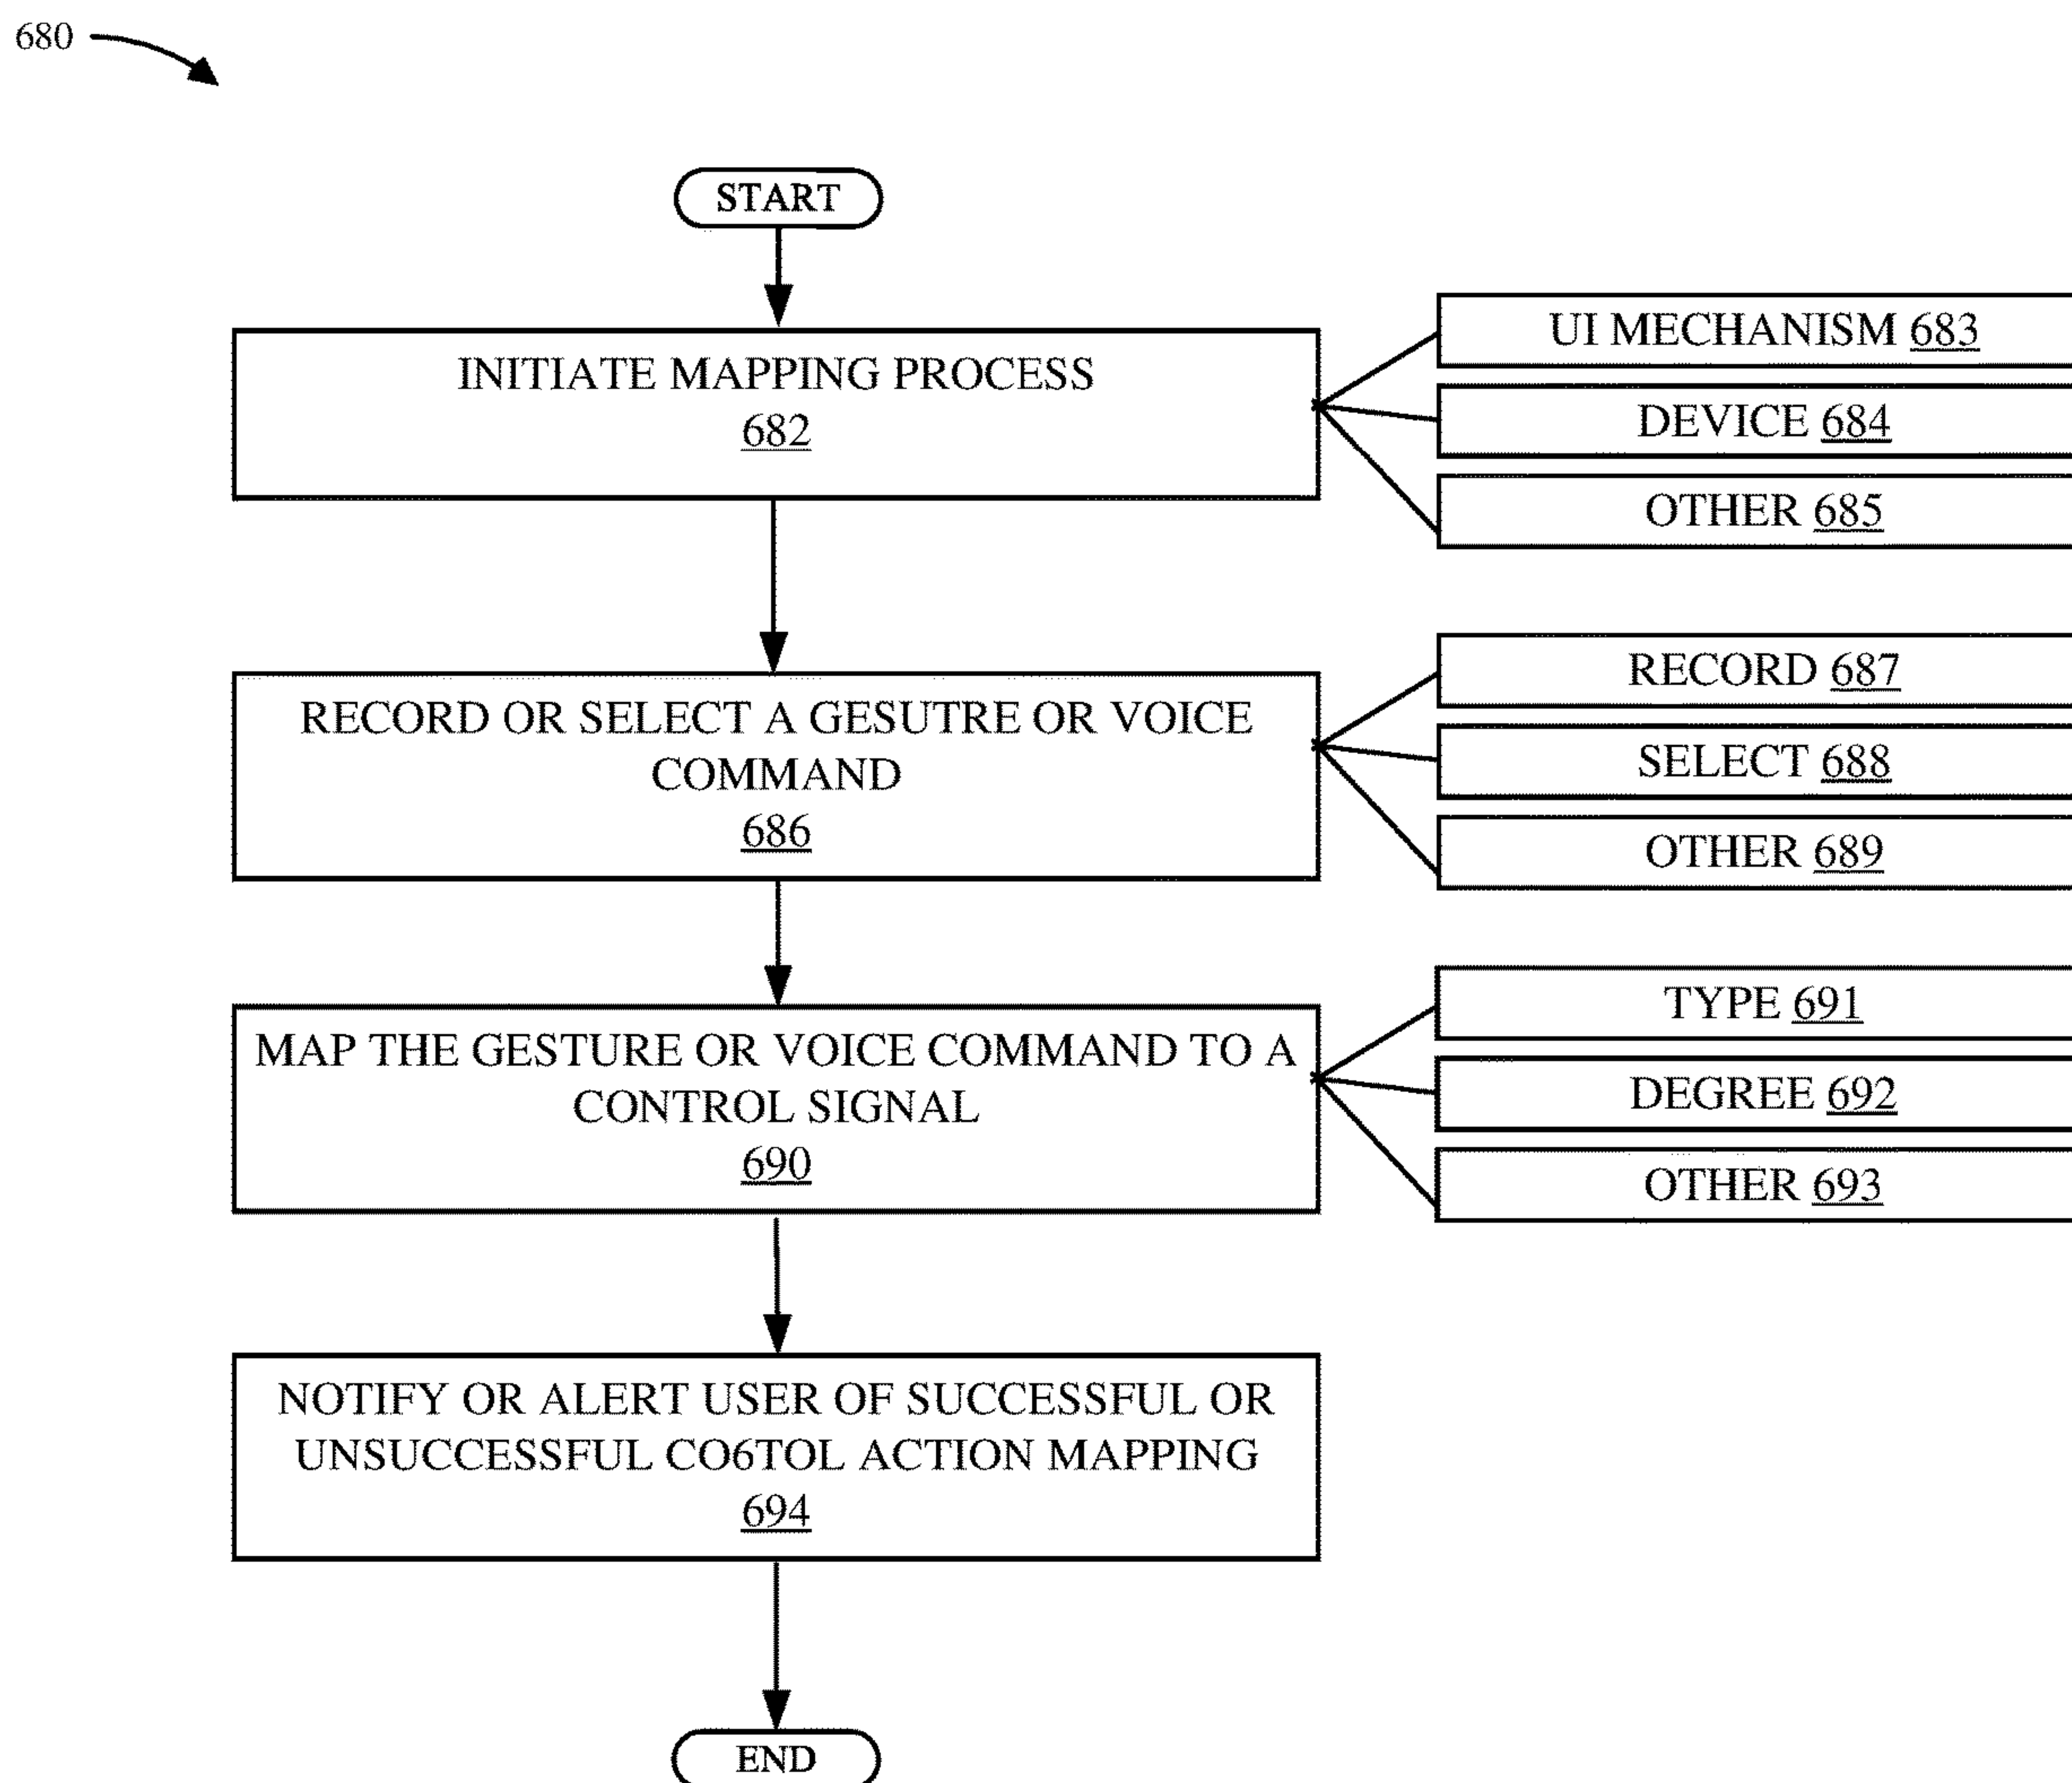 680
START
INITIATE MAPPING PROCESS
682
UI MECHANISM 683
DEVICE 684
OTHER 685
RECORD OR SELECT A GESUTRE OR VOICE
COMMAND
686
RECORD 687
SELECT 688
OTHER 689
MAP THE GESTURE OR VOICE COMMAND TO A
CONTROL SIGNAL
690
TYPE 691
DEGREE 692
OTHER 693
NOTIFY OR ALERT USER OF SUCCESSFUL OR
UNSUCCESSFUL CO6TOL ACTION MAPPING
694
END